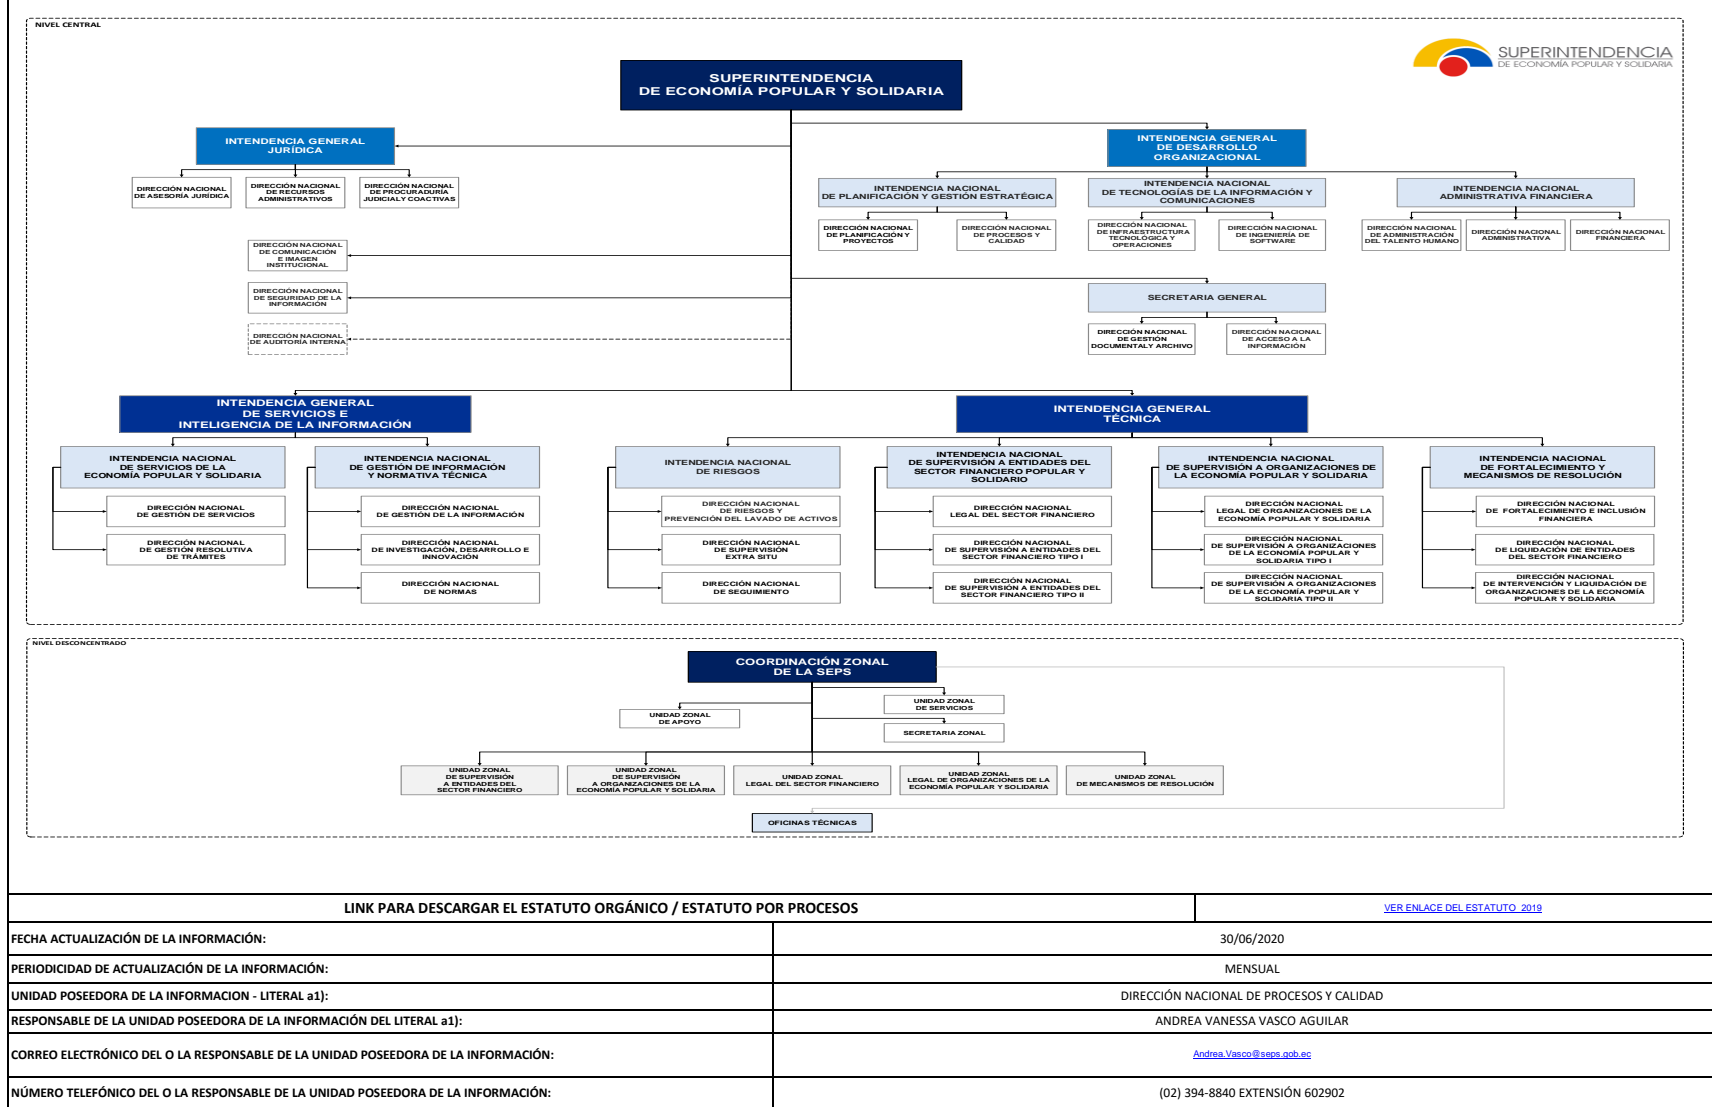 NIVEL CENTRAL
SUPERINTENDENCIA
DE ECONOMÍA POPULAR Y SOLIDARIA
SUPERINTENDENCIA
DE ECONOMÍA POPULAR Y SOLIDARIA
INTENDENCIA GENERAL
JURÍDICA
INTENDENCIA GENERAL
DE DESARROLLO
ORGANIZACIONAL
DIRECCIÓN NACIONAL
DE ASESORÍA JURÍDICA
DIRECCIÓN NACIONAL
DE RECURSOS
ADMINISTRATIVOS
DIRECCIÓN NACIONAL
DE PROCURADURÍA
JUDICIAL Y COACTIVAS
INTENDENCIA NACIONAL
DE PLANIFICACIÓN Y GESTIÓN ESTRATÉGICA
INTENDENCIA NACIONAL
DE TECNOLOGÍAS DE LA INFORMACIÓN Y
COMUNICACIONES
INTENDENCIA NACIONAL
ADMINISTRATIVA FINANCIERA
DIRECCIÓN NACIONAL
DE PLANIFICACIÓN Y
PROYECTOS
DIRECCIÓN NACIONAL
DE PROCESOS Y
CALIDAD
DIRECCIÓN NACIONAL
DE INFRAESTRUCTURA
TECNOLÓGICA Y
OPERACIONES
DIRECCIÓN NACIONAL
DE INGENIERÍA DE
SOFTWARE
DIRECCIÓN NACIONAL
DE ADMINISTRACIÓN
DEL TALENTO HUMANO
DIRECCIÓN NACIONAL
ADMINISTRATIVA
DIRECCIÓN NACIONAL
FINANCIERA
DIRECCIÓN NACIONAL
DE COMUNICACIÓN
E IMAGEN
INSTITUCIONAL
DIRECCIÓN NACIONAL
DE SEGURIDAD DE LA
INFORMACIÓN
SECRETARIA GENERAL
DIRECCIÓN NACIONAL
DE AUDITORÍA INTERNA
DIRECCIÓN NACIONAL
DE GESTIÓN
DOCUMENTAL Y ARCHIVO
DIRECCIÓN NACIONAL
DE ACCESO A LA
INFORMACIÓN
INTENDENCIA GENERAL
DE SERVICIOS E
INTELIGENCIA DE LA INFORMACIÓN
INTENDENCIA GENERAL
TÉCNICA
INTENDENCIA NACIONAL
DE SERVICIOS DE LA
ECONOMÍA POPULAR Y SOLIDARIA
INTENDENCIA NACIONAL
DE GESTIÓN DE INFORMACIÓN
Y NORMATIVA TÉCNICA
INTENDENCIA NACIONAL
DE RIESGOS
INTENDENCIA NACIONAL
DE SUPERVISIÓN A ENTIDADES DEL
SECTOR FINANCIERO POPULAR Y
SOLIDARIO
INTENDENCIA NACIONAL
DE SUPERVISIÓN A ORGANIZACIONES DE
LA ECONOMÍA POPULAR Y SOLIDARIA
INTENDENCIA NACIONAL
DE FORTALECIMIENTO Y
MECANISMOS DE RESOLUCIÓN
DIRECCIÓN NACIONAL
DE GESTIÓN DE SERVICIOS
DIRECCIÓN NACIONAL
DE GESTIÓN DE LA INFORMACIÓN
DIRECCIÓN NACIONAL
DE RIESGOS Y
PREVENCIÓN DEL LAVADO DE ACTIVOS
DIRECCIÓN NACIONAL
LEGAL DEL SECTOR FINANCIERO
DIRECCIÓN NACIONAL
LEGAL DE ORGANIZACIONES DE LA
ECONOMÍA POPULAR Y SOLIDARIA
DIRECCIÓN NACIONAL
DE FORTALECIMIENTO E INCLUSIÓN
FINANCIERA
DIRECCIÓN NACIONAL
DE GESTIÓN RESOLUTIVA
DE TRÁMITES
DIRECCIÓN NACIONAL
DE INVESTIGACIÓN, DESARROLLO E
INNOVACIÓN
DIRECCIÓN NACIONAL
DE SUPERVISIÓN
EXTRA SITU
DIRECCIÓN NACIONAL
DE SUPERVISIÓN A ENTIDADES DEL
SECTOR FINANCIERO TIPO I
DIRECCIÓN NACIONAL
DE SUPERVISIÓN A ORGANIZACIONES
DE LA ECONOMÍA POPULAR Y
SOLIDARIA TIPO I
DIRECCIÓN NACIONAL
DE LIQUIDACIÓN DE ENTIDADES
DEL SECTOR FINANCIERO
DIRECCIÓN NACIONAL
DE NORMAS
DIRECCIÓN NACIONAL
DE SEGUIMIENTO
DIRECCIÓN NACIONAL
DE SUPERVISIÓN A ENTIDADES DEL
SECTOR FINANCIERO TIPO II
DIRECCIÓN NACIONAL
DE SUPERVISIÓN A ORGANIZACIONES
DE LA ECONOMÍA POPULAR Y
SOLIDARIA TIPO II
DIRECCIÓN NACIONAL
DE INTERVENCIÓN Y LIQUIDACIÓN DE
ORGANIZACIONES DE LA ECONOMÍA
POPULAR Y SOLIDARIA
NIVEL DESCONCENTRADO
COORDINACIÓN ZONAL
DE LA SEPS
UNIDAD ZONAL
DE SERVICIOS
UNIDAD ZONAL
DE APOYO
SECRETARIA ZONAL
UNIDAD ZONAL
DE SUPERVISIÓN
A ENTIDADES DEL
SECTOR FINANCIERO
UNIDAD ZONAL
DE SUPERVISIÓN
A ORGANIZACIONES DE LA
ECONOMÍA POPULAR Y SOLIDARIA
UNIDAD ZONAL
LEGAL DEL SECTOR FINANCIERO
UNIDAD ZONAL
LEGAL DE ORGANIZACIONES DE LA
ECONOMÍA POPULAR Y SOLIDARIA
UNIDAD ZONAL
DE MECANISMOS DE RESOLUCIÓN
OFICINAS TÉCNICAS
LINK PARA DESCARGAR EL ESTATUTO ORGÁNICO / ESTATUTO POR PROCESOS
VER ENLACE DEL ESTATUTO 2019
FECHA ACTUALIZACIÓN DE LA INFORMACIÓN:
30/06/2020
PERIODICIDAD DE ACTUALIZACIÓN DE LA INFORMACIÓN:
MENSUAL
UNIDAD POSEEDORA DE LA INFORMACION - LITERAL a1):
DIRECCIÓN NACIONAL DE PROCESOS Y CALIDAD
RESPONSABLE DE LA UNIDAD POSEEDORA DE LA INFORMACIÓN DEL LITERAL a1):
ANDREA VANESSA VASCO AGUILAR
CORREO ELECTRÓNICO DEL O LA RESPONSABLE DE LA UNIDAD POSEEDORA DE LA INFORMACIÓN:
Andrea.Vasco@seps.gob.ec
NÚMERO TELEFÓNICO DEL O LA RESPONSABLE DE LA UNIDAD POSEEDORA DE LA INFORMACIÓN:
(02) 394-8840 EXTENSIÓN 602902